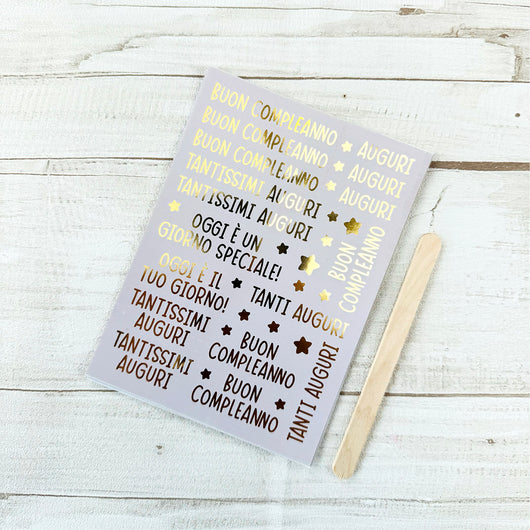 BUON COMPLEANNO
AUGURI
BUON COMPLEANNO
AUGURI
BUON COMPLEANNO
AUGURI
TANTISSIMI AUGURI
TANTISSIMI AUGURI
BUON
COMPLEANNO
OGGI È UN
GIORNO SPECIALE!
OGGI È IL
TUO GIORNO!
TANTI AUGURI
TANTISSIMI
AUGURI
BUON
COMPLEANNO
TANTISSIMI
AUGURI
BUON
COMPLEANNO
TANTI AUGURI